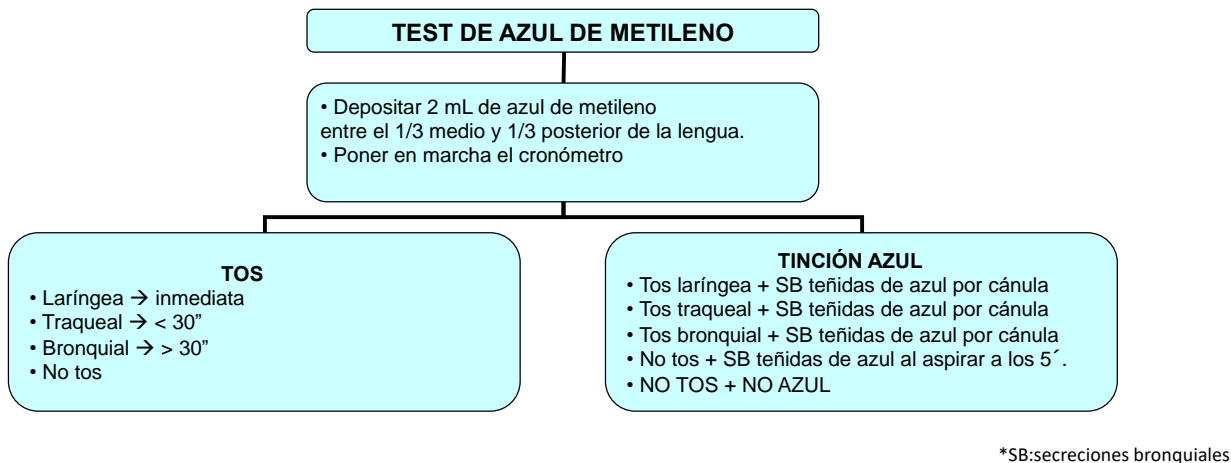 TEST DE AZUL DE METILENO
• Depositar 2 mL de azul de metileno
entre el 1/3 medio y 1/3 posterior de la lengua.
• Poner en marcha el cronómetro
TOS
• Laríngea → inmediata
• Traqueal → < 30”
• Bronquial → > 30”
• No tos
TINCIÓN AZUL
• Tos laríngea + SB teñidas de azul por cánula
• Tos traqueal + SB teñidas de azul por cánula
• Tos bronquial + SB teñidas de azul por cánula
• No tos + SB teñidas de azul al aspirar a los 5´.
• NO TOS + NO AZUL
*SB:secreciones bronquiales